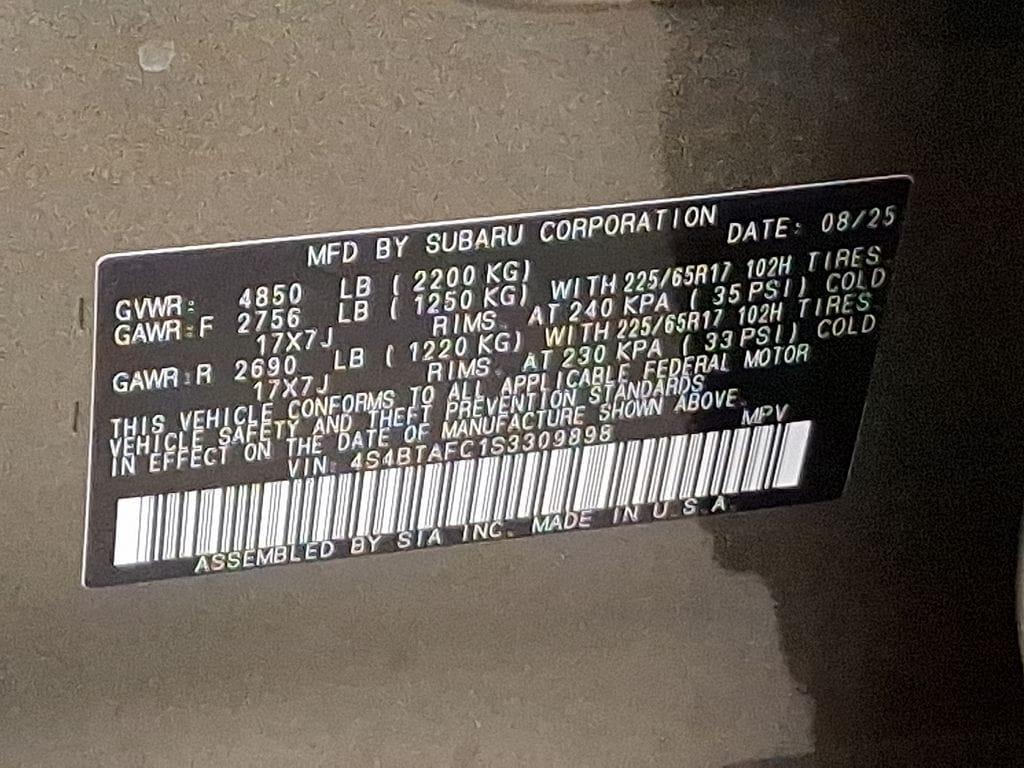 MFD BY SUBARU CORPORATION DATE: 08/25
GVWR: 4850 LB ( 2200 KG)
GAWR:F 2756 LB ( 1250 KG) WITH 225/65R17 102H TIRES
17X7J RIMS. AT 240 KPA ( 35 PSI) COLD
GAWR:R 2690 LB ( 1220 KG) WITH 225/65R17 102H TIRES
17X7J RIMS. AT 230 KPA ( 33 PSI) COLD
THIS VEHICLE CONFORMS TO ALL APPLICABLE FEDERAL MOTOR
VEHICLE SAFETY AND THEFT PREVENTION STANDARDS
IN EFFECT ON THE DATE OF MANUFACTURE SHOWN ABOVE.
VIN: 4S4BTAFC1S3309898 MPV
ASSEMBLED BY SIA INC. MADE IN U.S.A.